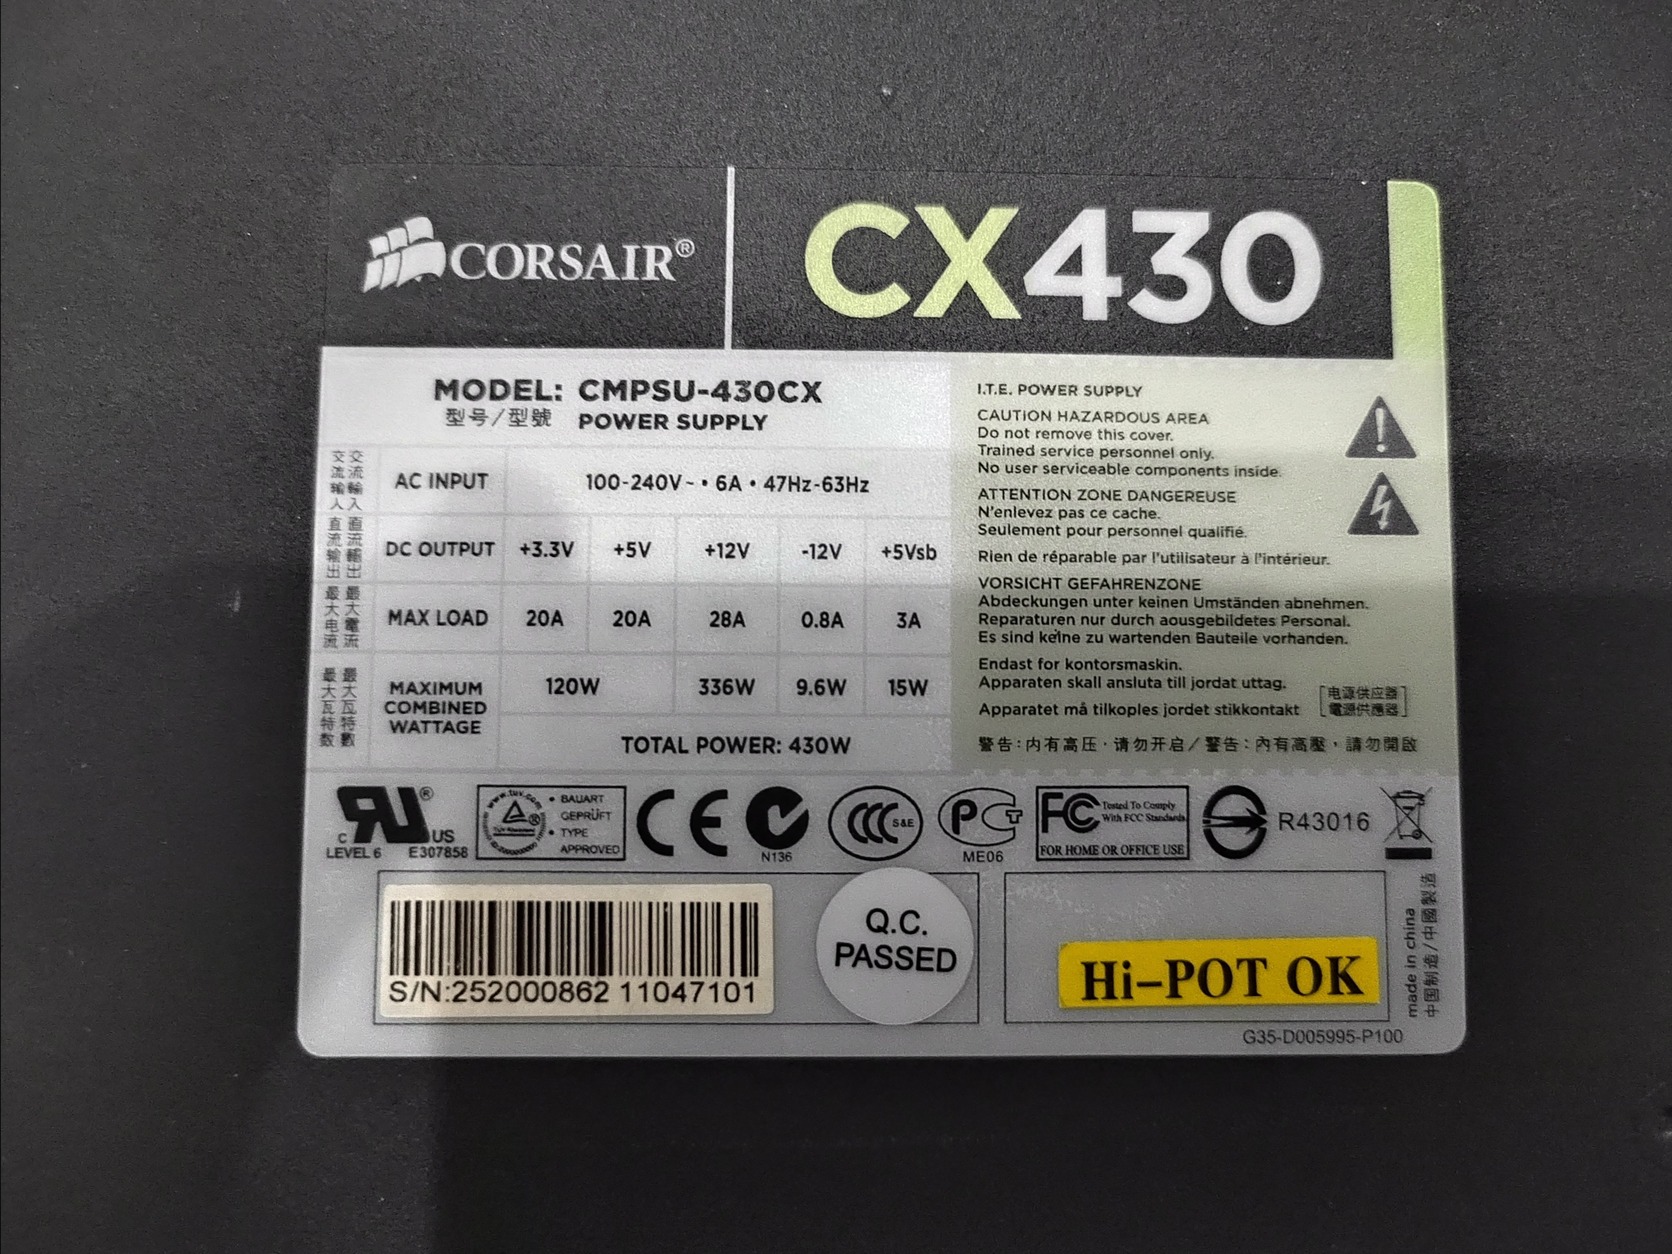 CORSAIR®
CX430
MODEL: CMPSU-430CX
型号/型號 POWER SUPPLY
交流输入 交流輸入 AC INPUT 100-240V~ • 6A • 47Hz-63Hz
直流输出 直流輸出 DC OUTPUT +3.3V +5V +12V -12V +5Vsb
最大电流 最大電流 MAX LOAD 20A 20A 28A 0.8A 3A
最大瓦特数 最大瓦特數 MAXIMUM COMBINED WATTAGE 120W 336W 9.6W 15W
TOTAL POWER: 430W
I.T.E. POWER SUPPLY
CAUTION HAZARDOUS AREA
Do not remove this cover.
Trained service personnel only.
No user serviceable components inside.
ATTENTION ZONE DANGEREUSE
N'enlevez pas ce cache.
Seulement pour personnel qualifié.
Rien de réparable par l'utilisateur à l'intérieur.
VORSICHT GEFAHRENZONE
Abdeckungen unter keinen Umständen abnehmen.
Reparaturen nur durch aousgebildetes Personal.
Es sind keine zu wartenden Bauteile vorhanden.
Endast for kontorsmaskin.
Apparaten skall ansluta till jordat uttag.
Apparatet må tilkoples jordet stikkontakt
电源供应器
電源供應器
警告:内有高压·请勿开启/警告:內有高壓,請勿開啟
c RU® US
LEVEL 6 E307858
www.tuv.com
TÜV Rheinland ®
• BAUART
GEPRÜFT
• TYPE
APPROVED
CE
N136
CCC S&E
PCT
ME06
FC Tested To Comply
With FCC Standards
FOR HOME OR OFFICE USE
R43016
S/N:252000862 11047101
Q.C.
PASSED
Hi-POT OK
made in china
中国制造/中國製造
G35-D005995-P100